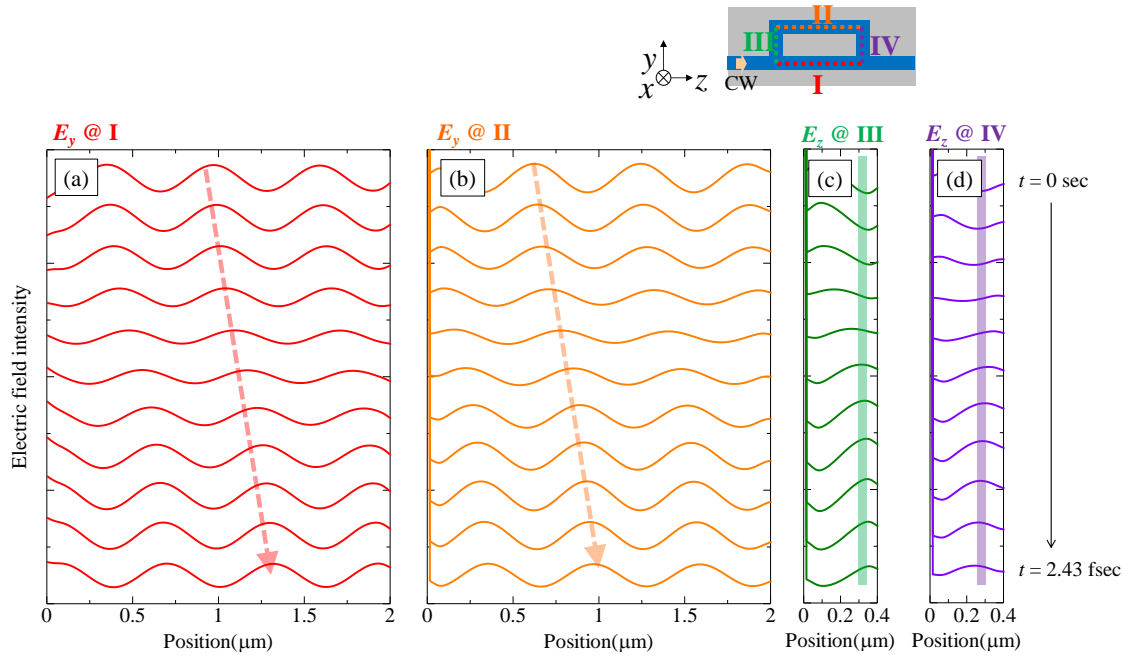 II
III
IV
y
x
z
CW
I
E_y @ I
E_y @ II
E_z @ III
E_z @ IV
(a)
(b)
(c)
(d)
t = 0 sec
t = 2.43 fsec
Electric field intensity
0 0.5 1 1.5 2
0 0.5 1 1.5 2
0 0.2 0.4
0 0.2 0.4
Position(μm)
Position(μm)
Position(μm)
Position(μm)